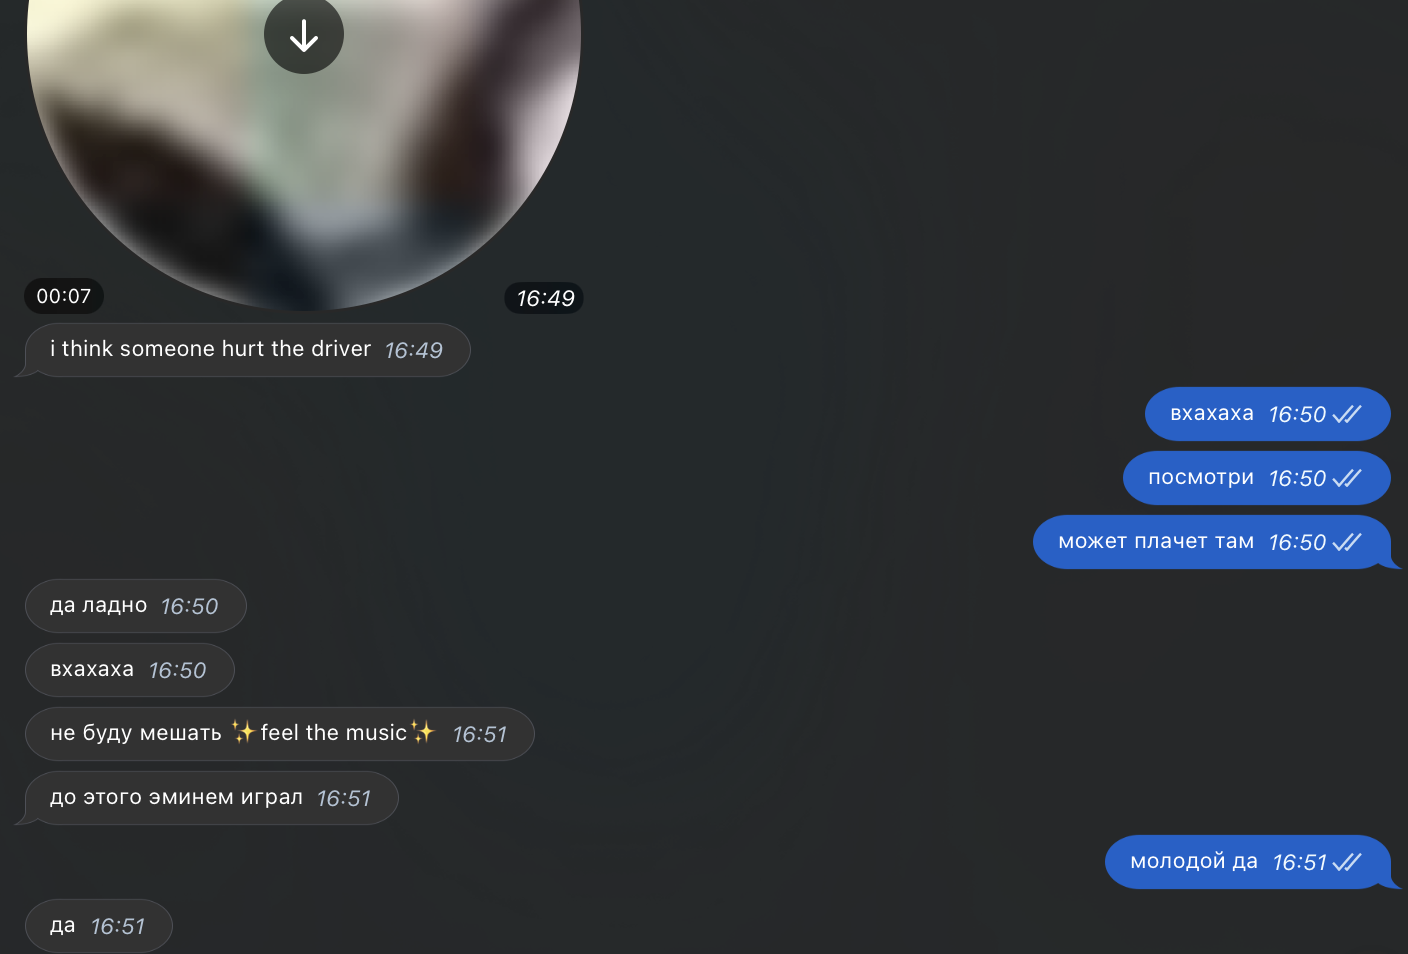 00:07
16:49
i think someone hurt the driver 16:49
вхахаха 16:50
посмотри 16:50
может плачет там 16:50
да ладно 16:50
вхахаха 16:50
не буду мешать ✨feel the music✨ 16:51
до этого эминем играл 16:51
молодой да 16:51
да 16:51